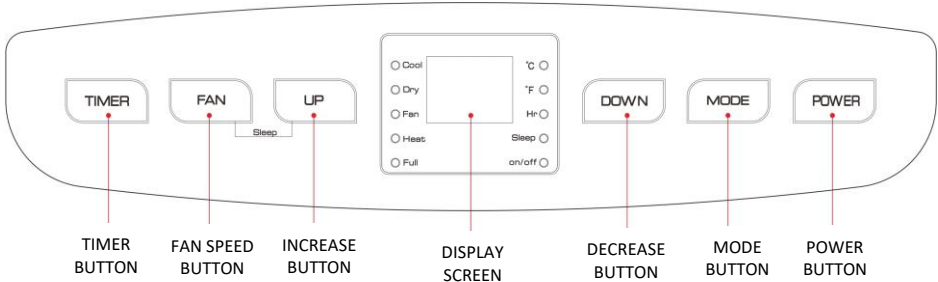 TIMER
FAN
UP
Sleep
Cool
Dry
Fan
Heat
Full
°C
°F
Hr
Sleep
on/off
DOWN
MODE
POWER
TIMER
BUTTON
FAN SPEED
BUTTON
INCREASE
BUTTON
DISPLAY
SCREEN
DECREASE
BUTTON
MODE
BUTTON
POWER
BUTTON